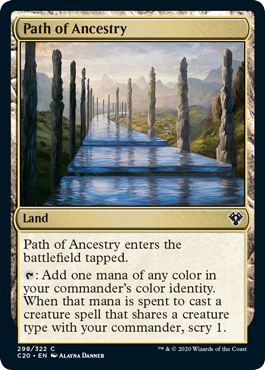 Path of Ancestry
Land
Path of Ancestry enters the
battlefield tapped.
: Add one mana of any color in
your commander's color identity.
When that mana is spent to cast a
creature spell that shares a creature
type with your commander, scry 1.
298/322 C
C20 • EN ALAYNA DANNER
™ & © 2020 Wizards of the Coast